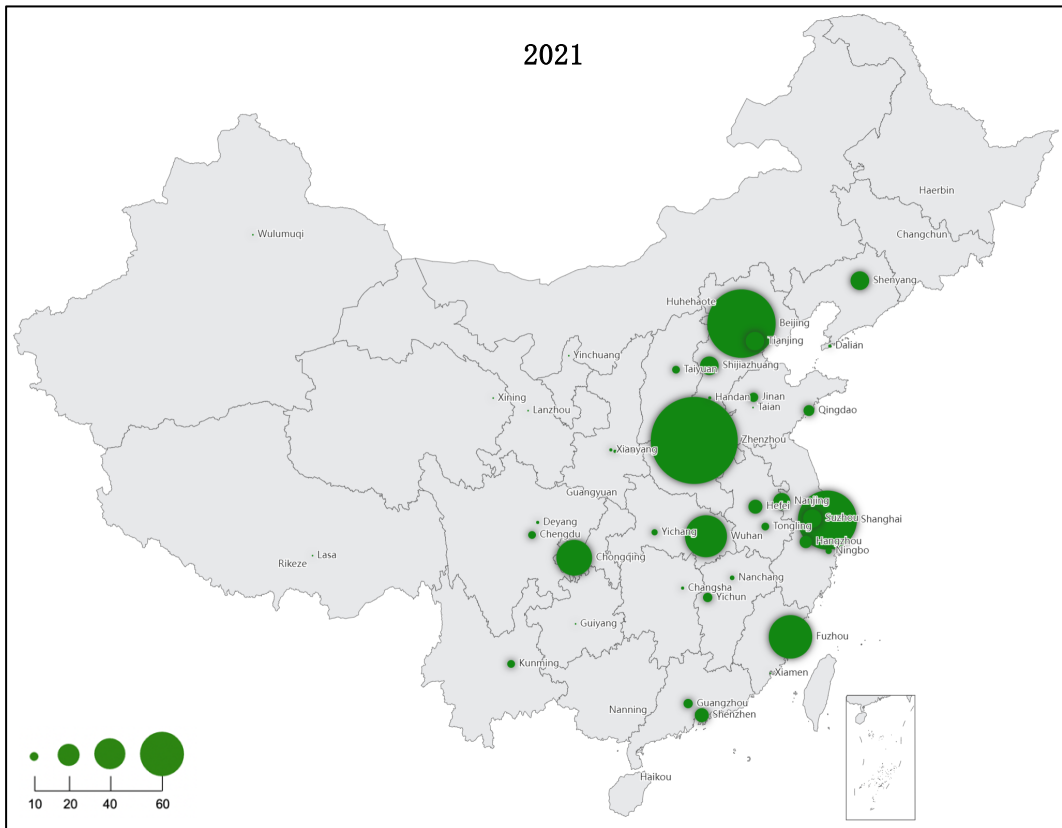 2021
Haerbin
Wulumuqi
Changchun
Shenyang
Huhehaote
Beijing
Tianjing
Dalian
Yinchuang
Shijiazhuang
Taiyuan
Xining
Handan
Jinan
Taian
Lanzhou
Qingdao
Zhenzhou
Xianyang
Guangyuan
Nanjing
Hefei
Suzhou
Shanghai
Deyang
Tongling
Chengdu
Yichang
Wuhan
Hangzhou
Ningbo
Lasa
Chongqing
Rikeze
Nanchang
Changsha
Yichun
Guiyang
Fuzhou
Kunming
Xiamen
Guangzhou
Nanning
Shenzhen
Haikou
10 20 40 60